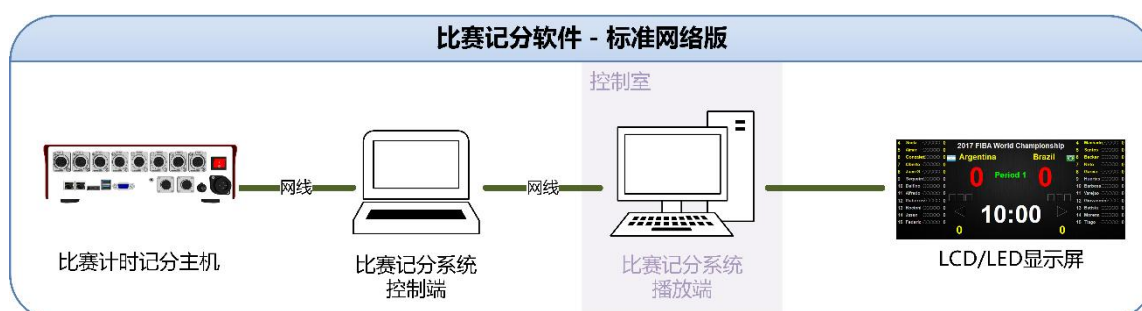 比赛记分软件 - 标准网络版
控制室
网线
网线
2017 FIBA World Championship
Argentina
Brazil
0
Period 1
0
10:00
0
0
比赛计时记分主机
比赛记分系统
控制端
比赛记分系统
播放端
LCD/LED显示屏